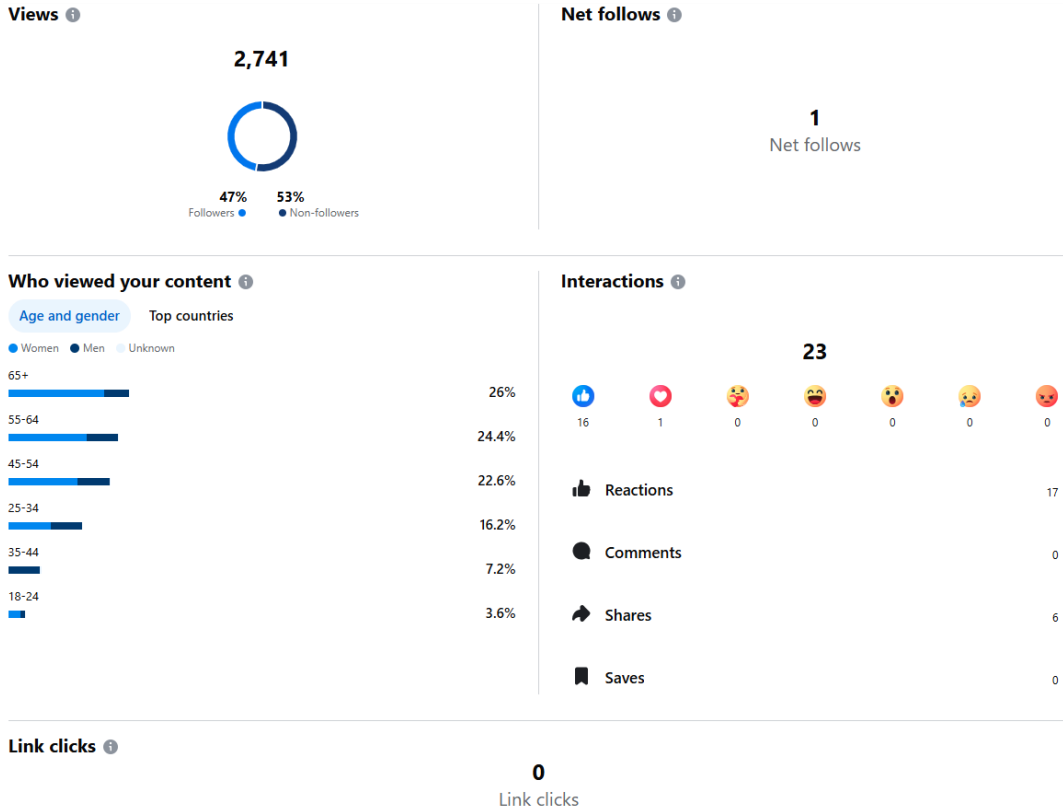 Views
2,741
47% 53%
Followers Non-followers
Net follows
1
Net follows
Who viewed your content
Age and gender Top countries
Women Men Unknown
65+
26%
55-64
24.4%
45-54
22.6%
25-34
16.2%
35-44
7.2%
18-24
3.6%
Interactions
23
16 1 0 0 0 0 0
Reactions 17
Comments 0
Shares 6
Saves 0
Link clicks
0
Link clicks